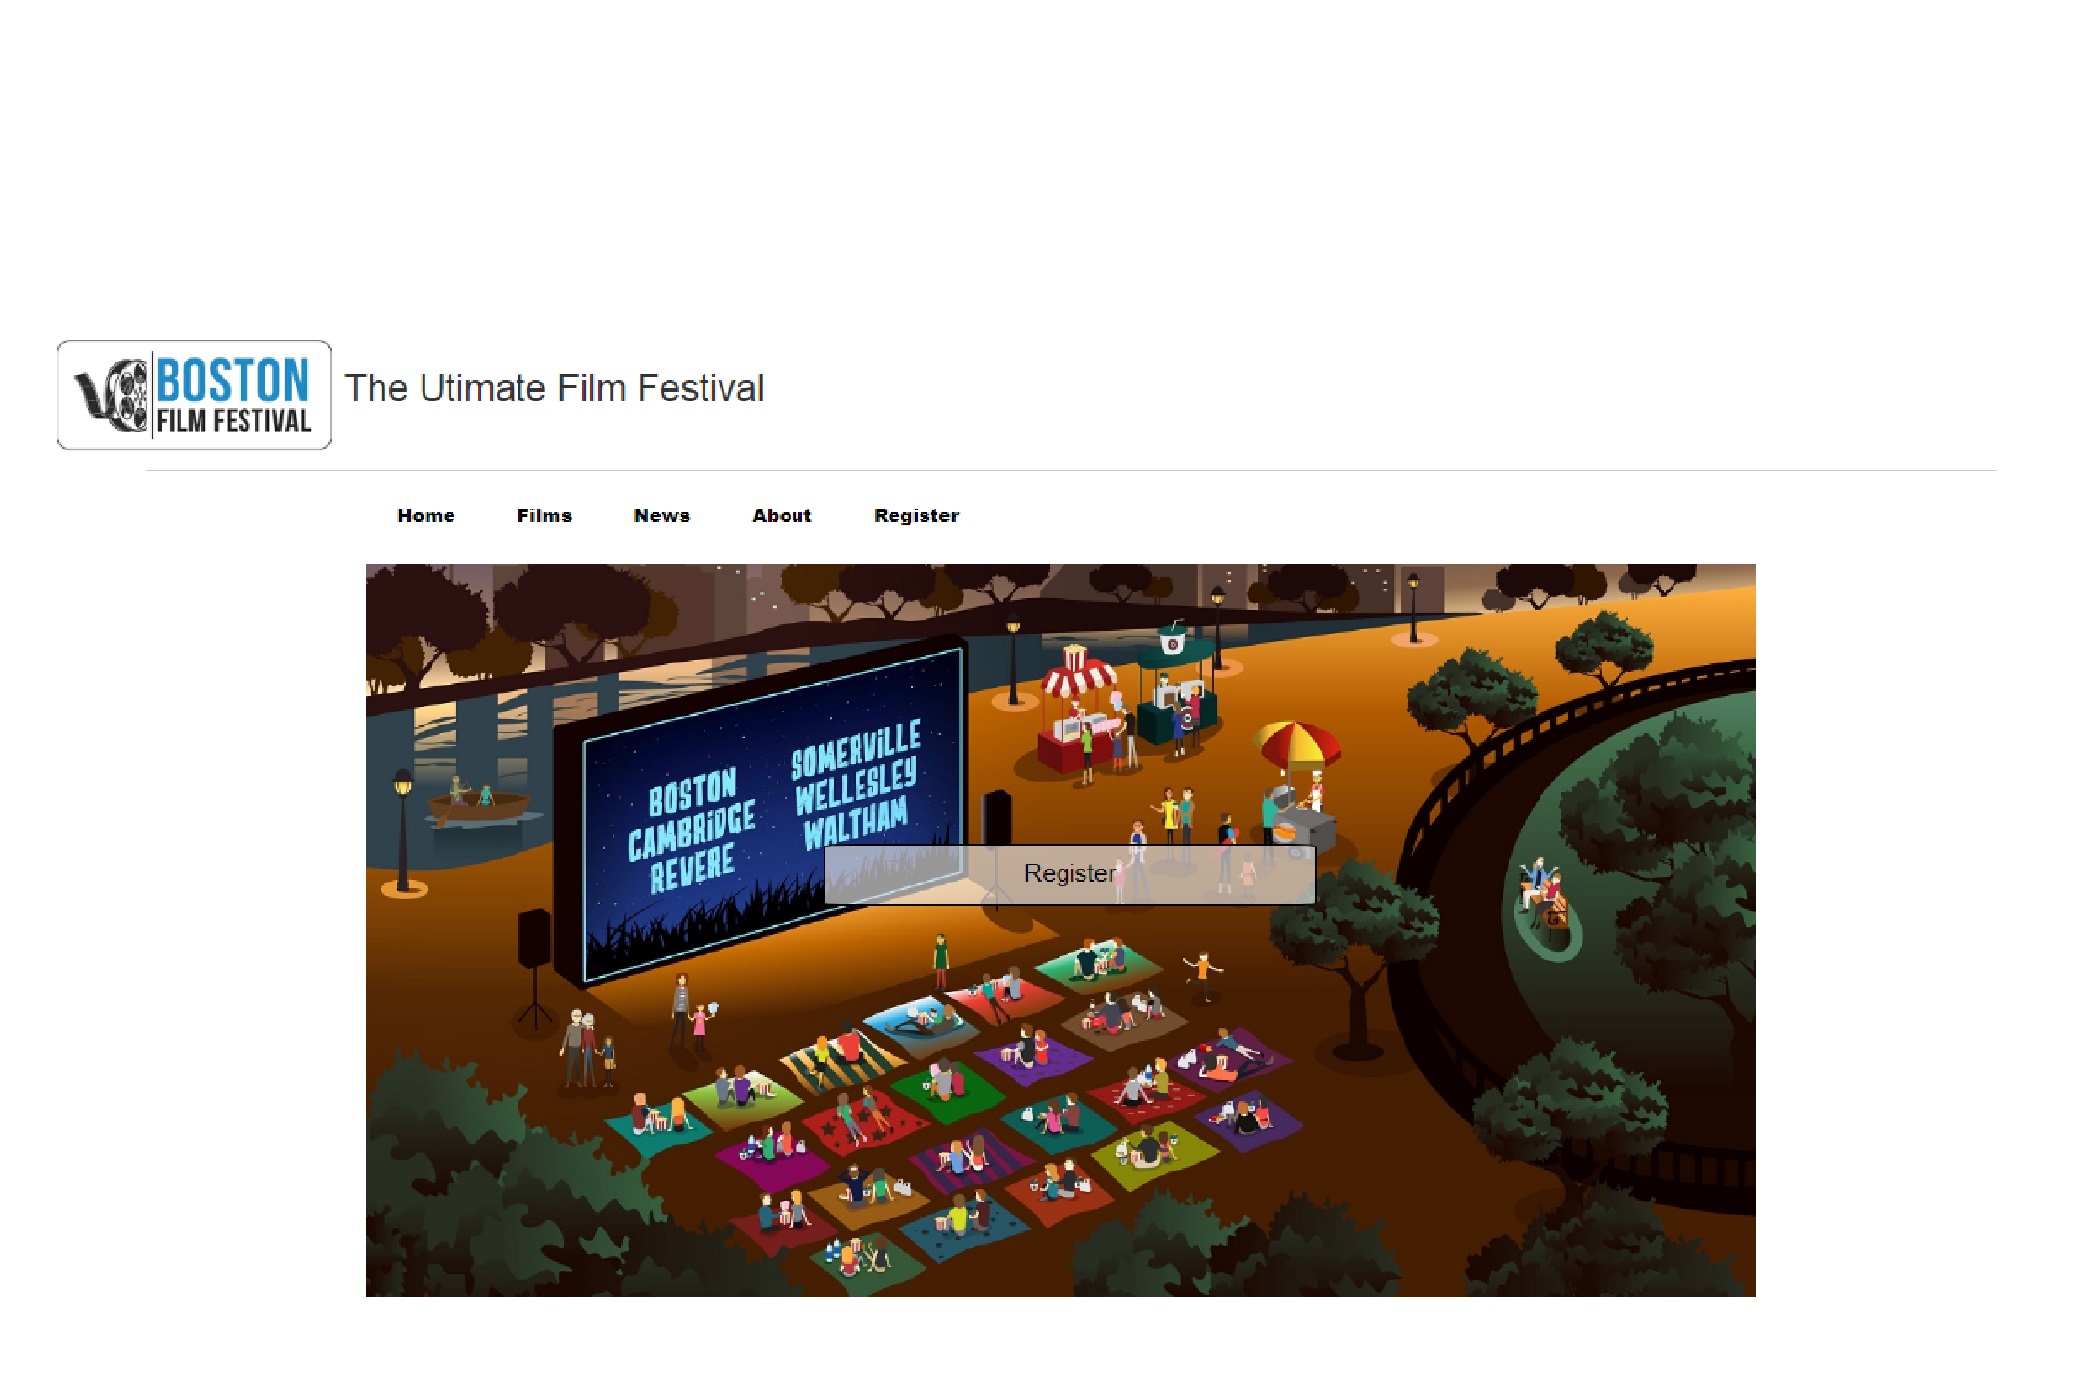 BOSTON
FILM FESTIVAL
The Utimate Film Festival
Home Films News About Register
BOSTON
CAMBRiDGE
REVERE
SOMERViLLE
WELLESLEY
WALTHAM
Register